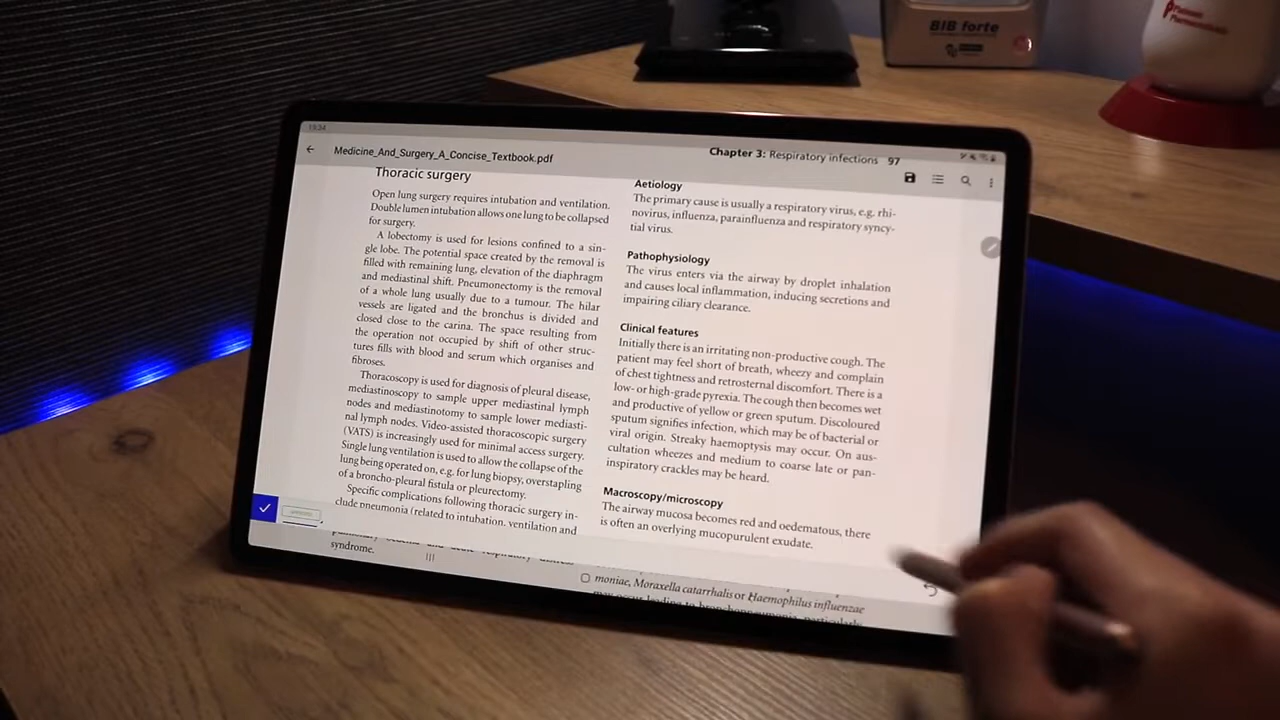 BIB forte
Pharmaceuticals
19:34
Medicine_And_Surgery_A_Concise_Textbook.pdf
Chapter 3: Respiratory infections 97
Thoracic surgery
Open lung surgery requires intubation and ventilation.
Double lumen intubation allows one lung to be collapsed
for surgery.
A lobectomy is used for lesions confined to a sin-
gle lobe. The potential space created by the removal is
filled with remaining lung, elevation of the diaphragm
and mediastinal shift. Pneumonectomy is the removal
of a whole lung usually due to a tumour. The hilar
vessels are ligated and the bronchus is divided and
closed close to the carina. The space resulting from
the operation not occupied by shift of other struc-
tures fills with blood and serum which organises and
fibroses.
Thoracoscopy is used for diagnosis of pleural disease,
mediastinoscopy to sample upper mediastinal lymph
nodes and mediastinotomy to sample lower mediasti-
nal lymph nodes. Video-assisted thoracoscopic surgery
(VATS) is increasingly used for minimal access surgery.
Single lung ventilation is used to allow the collapse of the
lung being operated on, e.g. for lung biopsy, overstapling
of a broncho-pleural fistula or pleurectomy.
Specific complications following thoracic surgery in-
clude pneumonia (related to intubation, ventilation and
syndrome.
Aetiology
The primary cause is usually a respiratory virus, e.g. rhi-
novirus, influenza, parainfluenza and respiratory syncy-
tial virus.
Pathophysiology
The virus enters via the airway by droplet inhalation
and causes local inflammation, inducing secretions and
impairing ciliary clearance.
Clinical features
Initially there is an irritating non-productive cough. The
patient may feel short of breath, wheezy and complain
of chest tightness and retrosternal discomfort. There is a
low- or high-grade pyrexia. The cough then becomes wet
and productive of yellow or green sputum. Discoloured
sputum signifies infection, which may be of bacterial or
viral origin. Streaky haemoptysis may occur. On aus-
cultation wheezes and medium to coarse late or pan-
inspiratory crackles may be heard.
Macroscopy/microscopy
The airway mucosa becomes red and oedematous, there
is often an overlying mucopurulent exudate.
moniae, Moraxella catarrhalis or Haemophilus influenzae